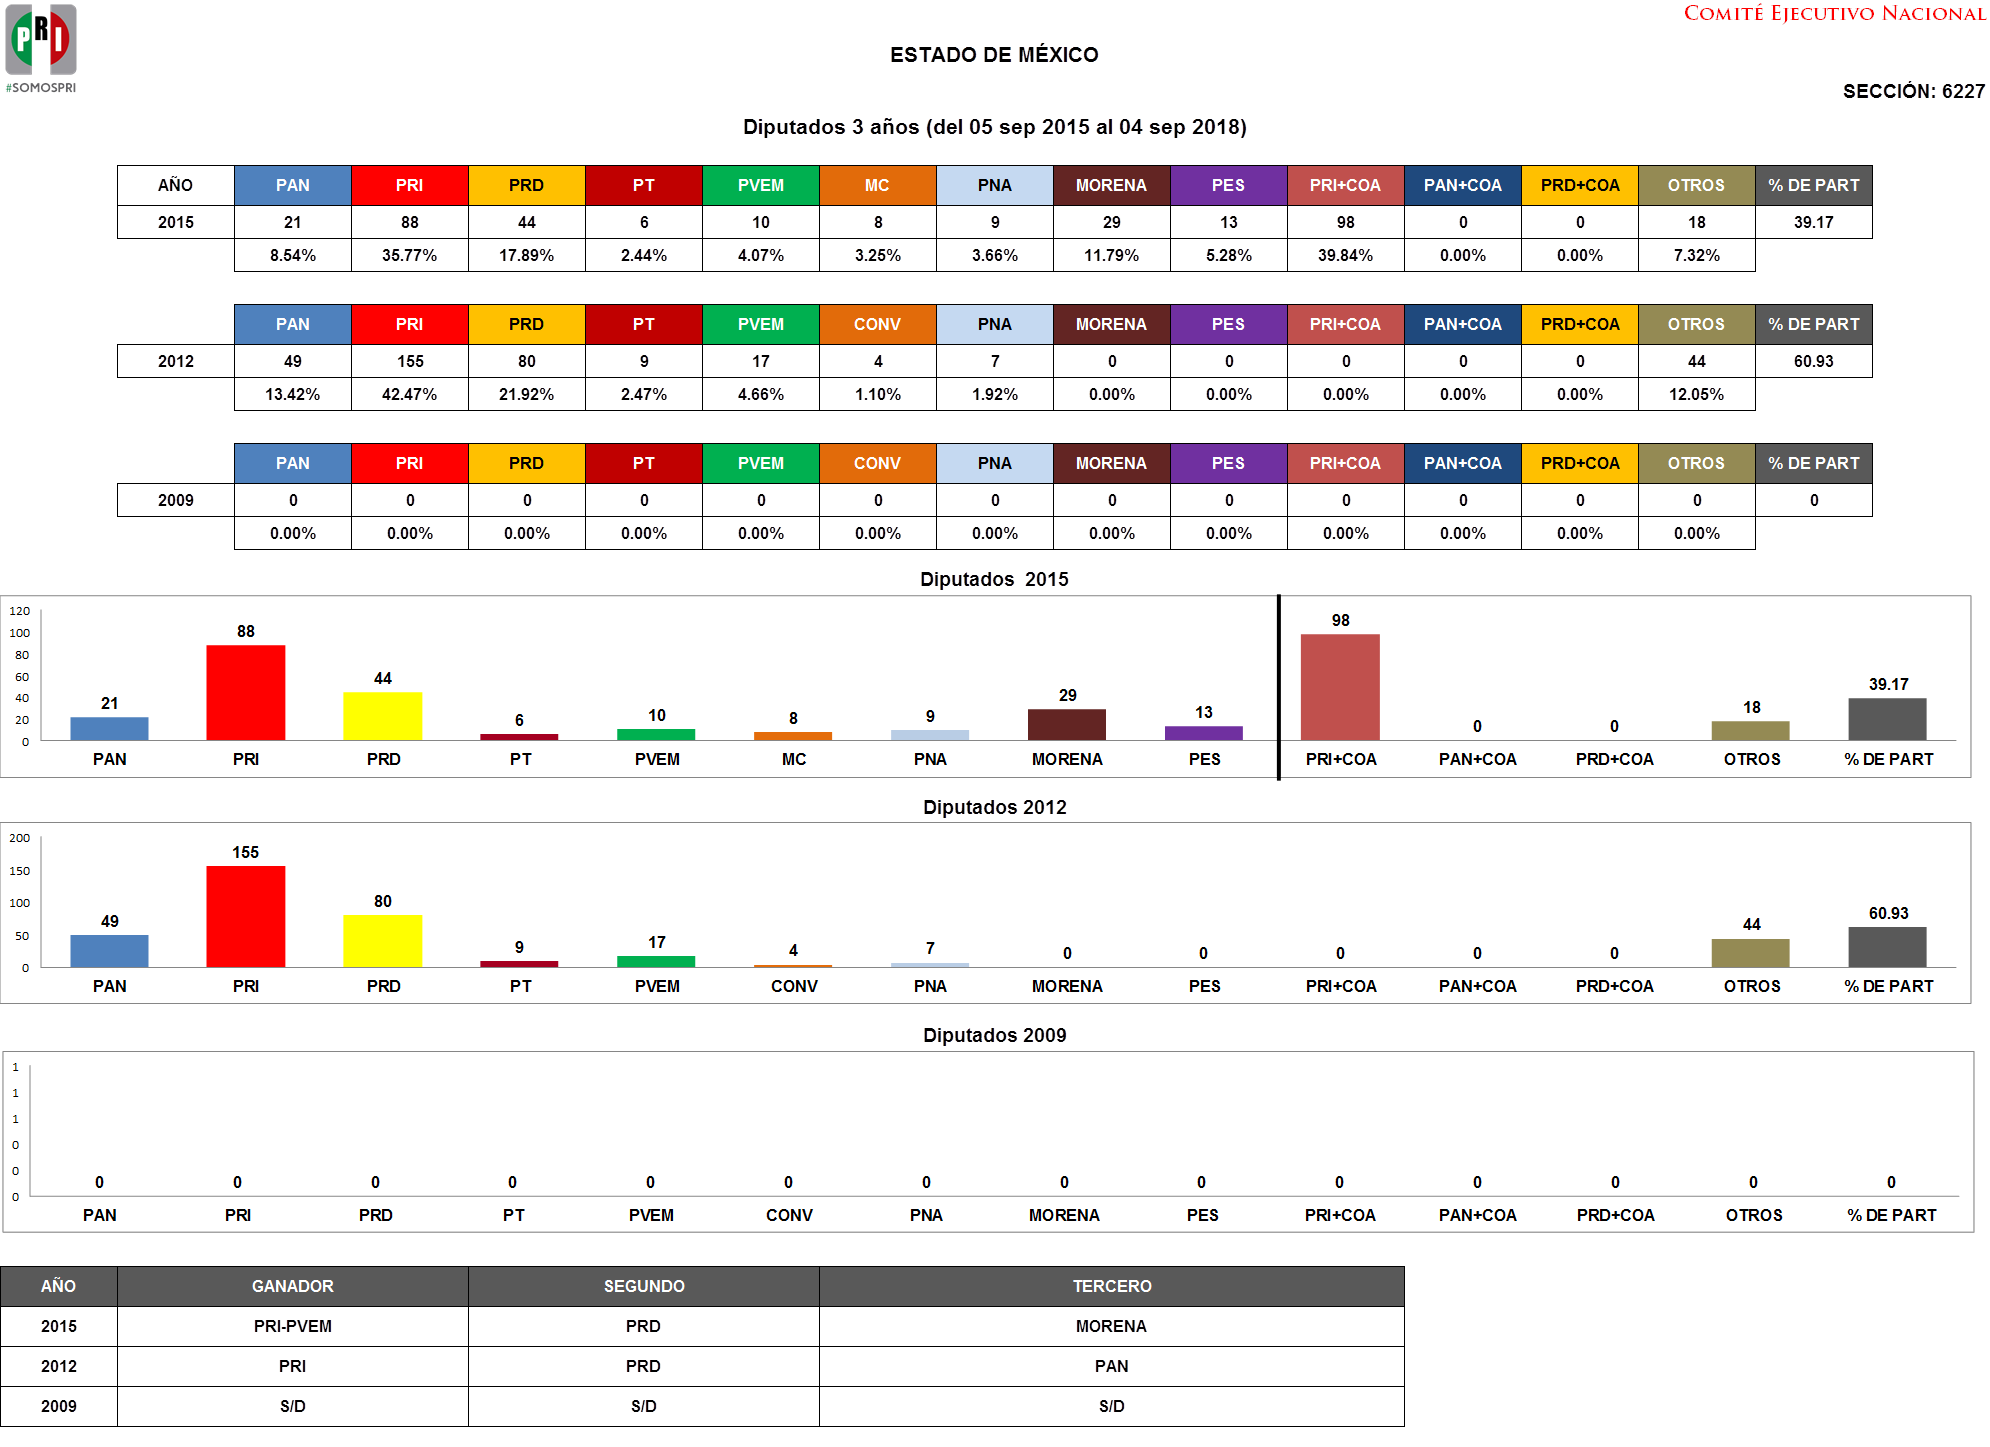 PRI
#SOMOSPRI
COMITÉ EJECUTIVO NACIONAL
ESTADO DE MÉXICO
SECCIÓN: 6227
Diputados 3 años (del 05 sep 2015 al 04 sep 2018)
AÑO PAN PRI PRD PT PVEM MC PNA MORENA PES PRI+COA PAN+COA PRD+COA OTROS % DE PART
2015 21 88 44 6 10 8 9 29 13 98 0 0 18 39.17
8.54% 35.77% 17.89% 2.44% 4.07% 3.25% 3.66% 11.79% 5.28% 39.84% 0.00% 0.00% 7.32%
PAN PRI PRD PT PVEM CONV PNA MORENA PES PRI+COA PAN+COA PRD+COA OTROS % DE PART
2012 49 155 80 9 17 4 7 0 0 0 0 0 44 60.93
13.42% 42.47% 21.92% 2.47% 4.66% 1.10% 1.92% 0.00% 0.00% 0.00% 0.00% 0.00% 12.05%
PAN PRI PRD PT PVEM CONV PNA MORENA PES PRI+COA PAN+COA PRD+COA OTROS % DE PART
2009 0 0 0 0 0 0 0 0 0 0 0 0 0 0
0.00% 0.00% 0.00% 0.00% 0.00% 0.00% 0.00% 0.00% 0.00% 0.00% 0.00% 0.00% 0.00%
Diputados 2015
120
100
80
60
40
20
0
21 88 44 6 10 8 9 29 13 98 0 0 18 39.17
PAN PRI PRD PT PVEM MC PNA MORENA PES PRI+COA PAN+COA PRD+COA OTROS % DE PART
Diputados 2012
200
150
100
50
0
49 155 80 9 17 4 7 0 0 0 0 0 44 60.93
PAN PRI PRD PT PVEM CONV PNA MORENA PES PRI+COA PAN+COA PRD+COA OTROS % DE PART
Diputados 2009
1
1
1
0
0
0
0 0 0 0 0 0 0 0 0 0 0 0 0 0
PAN PRI PRD PT PVEM CONV PNA MORENA PES PRI+COA PAN+COA PRD+COA OTROS % DE PART
AÑO GANADOR SEGUNDO TERCERO
2015 PRI-PVEM PRD MORENA
2012 PRI PRD PAN
2009 S/D S/D S/D